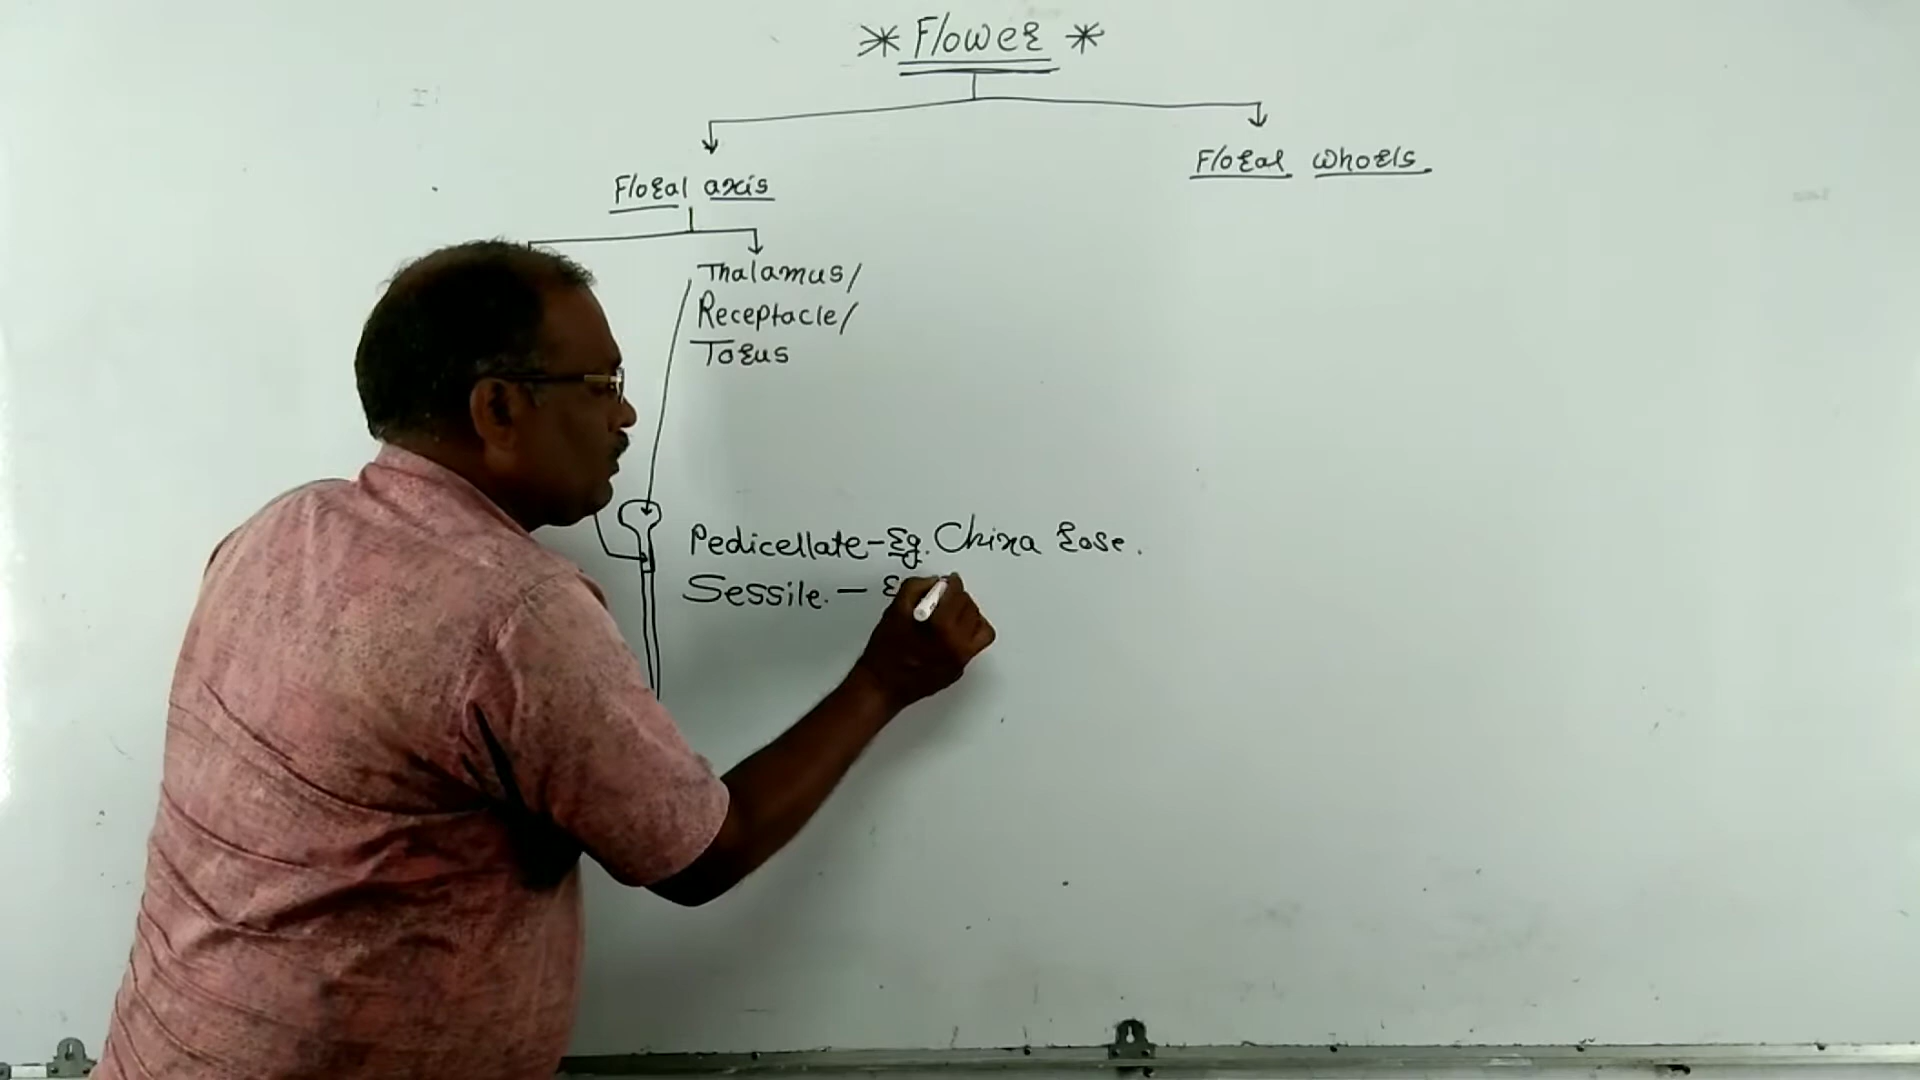 * Flower *
Floral axis
Floral whorls
Thalamus/
Receptacle/
Torus
Pedicellate-Eg. China rose.
Sessile. -